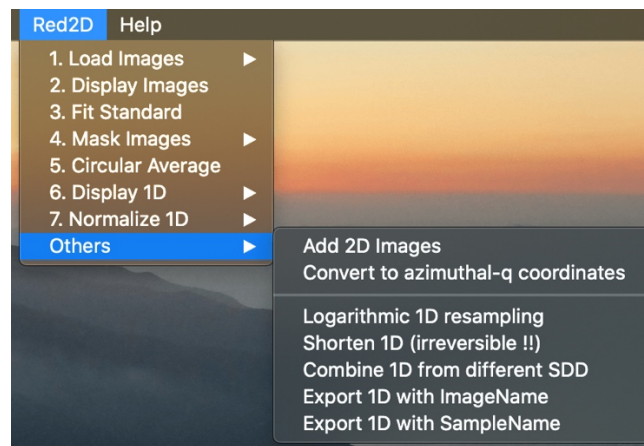 Red2D Help
1. Load Images
2. Display Images
3. Fit Standard
4. Mask Images
5. Circular Average
6. Display 1D
7. Normalize 1D
Others
Add 2D Images
Convert to azimuthal-q coordinates
Logarithmic 1D resampling
Shorten 1D (irreversible !!)
Combine 1D from different SDD
Export 1D with ImageName
Export 1D with SampleName